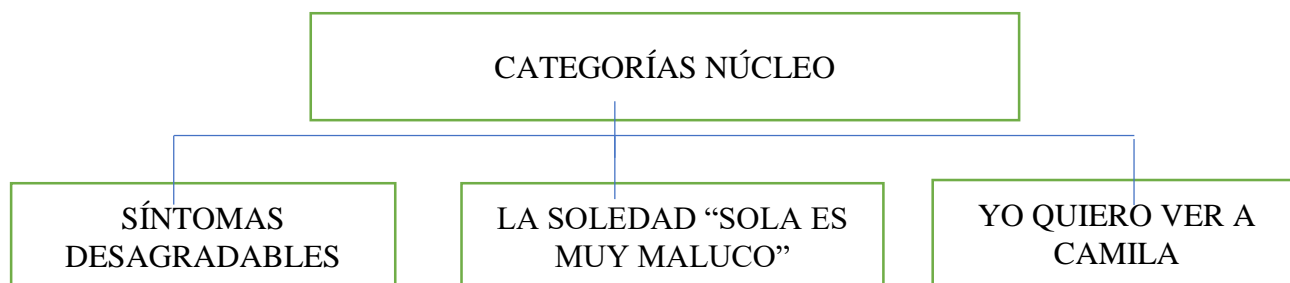 CATEGORÍAS NÚCLEO
SÍNTOMAS
DESAGRADABLES
LA SOLEDAD “SOLA ES
MUY MALUCO”
YO QUIERO VER A
CAMILA